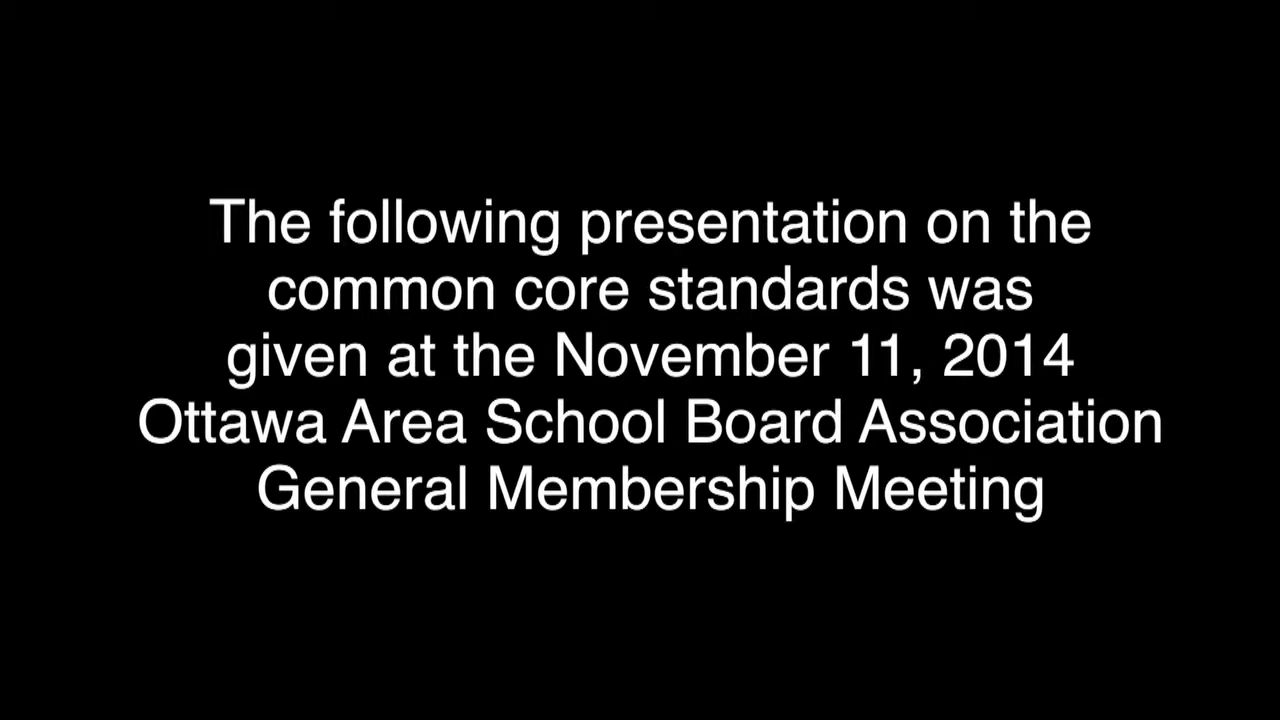 The following presentation on the
common core standards was
given at the November 11, 2014
Ottawa Area School Board Association
General Membership Meeting